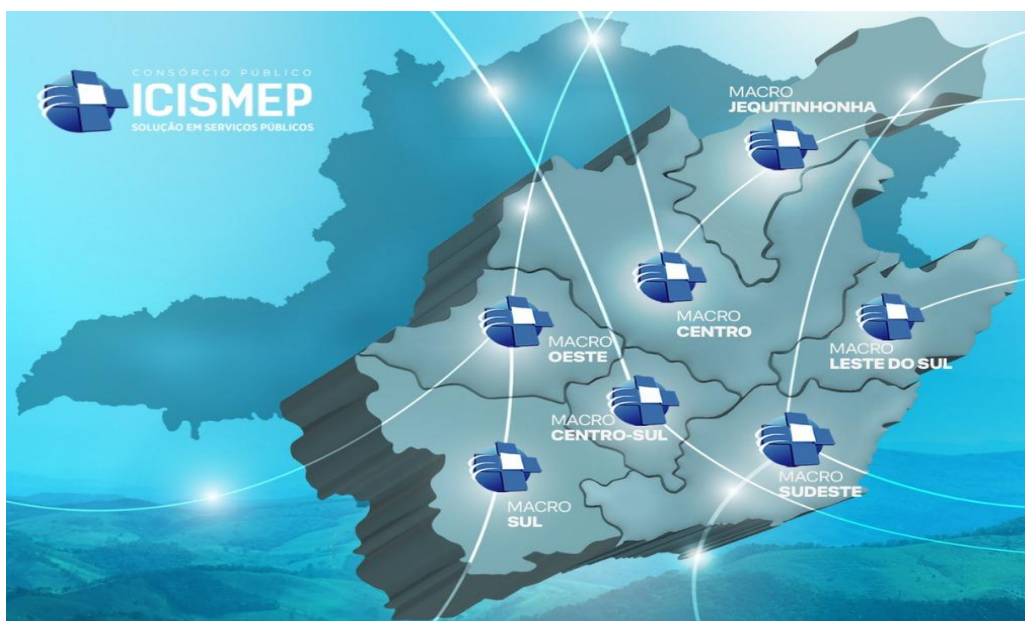 CONSÓRCIO PÚBLICO
ICISMEP
SOLUÇÃO EM SERVIÇOS PÚBLICOS
MACRO
JEQUITINHONHA
MACRO
CENTRO
MACRO
OESTE
MACRO
LESTE DO SUL
MACRO
CENTRO-SUL
MACRO
SUDESTE
MACRO
SUL